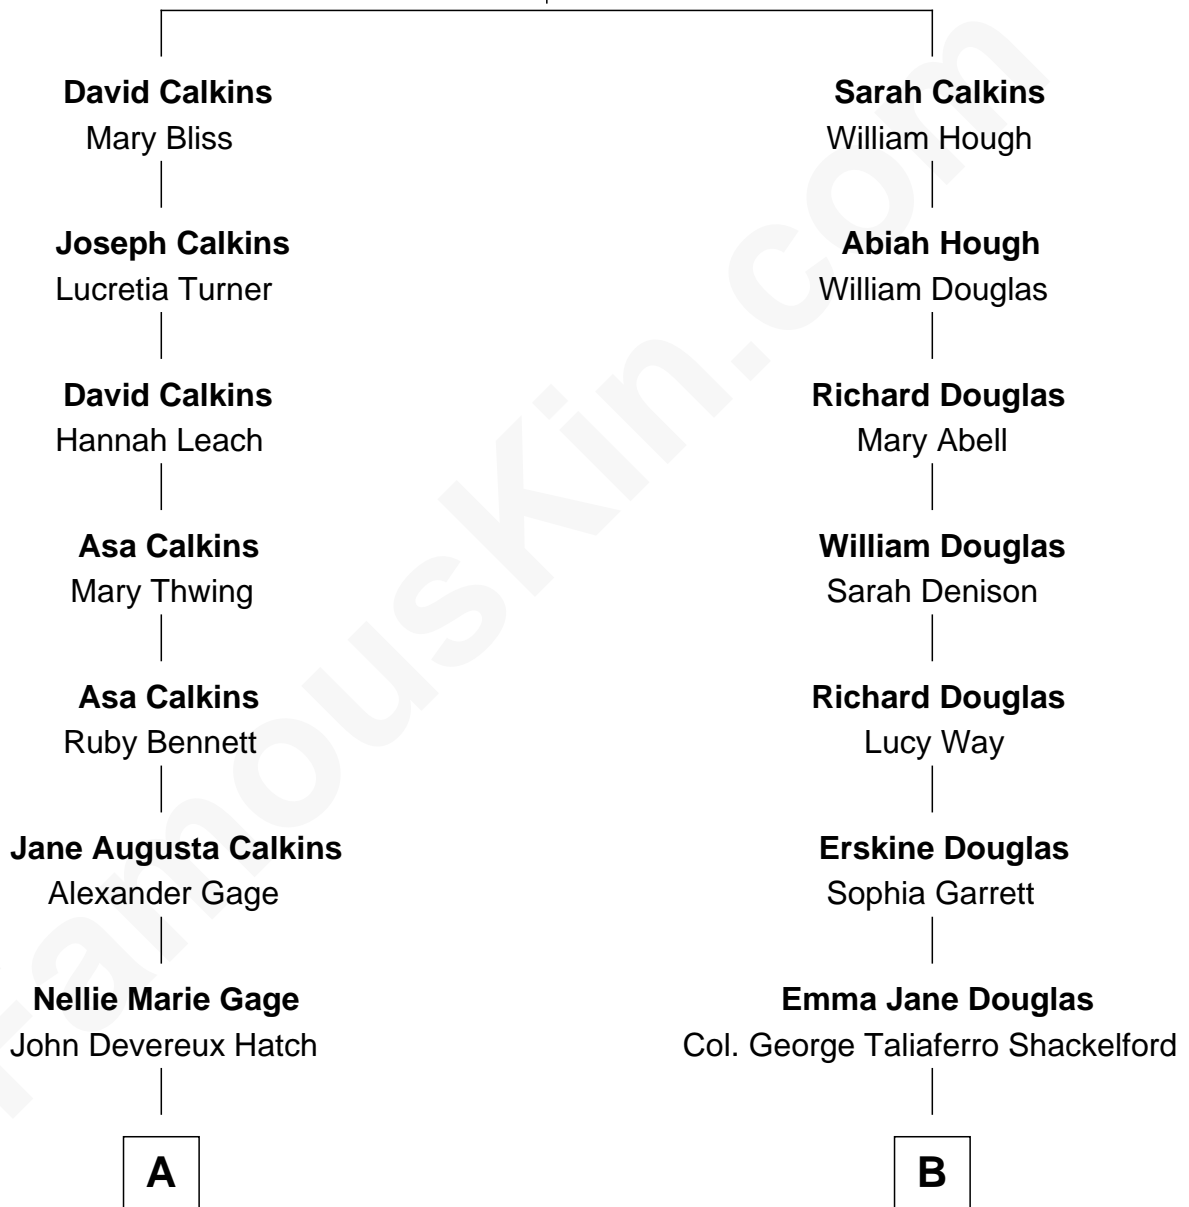 David Calkins
Mary Bliss
Joseph Calkins
Lucretia Turner
David Calkins
Hannah Leach
Asa Calkins
Mary Thwing
Asa Calkins
Ruby Bennett
Jane Augusta Calkins
Alexander Gage
Nellie Marie Gage
John Devereux Hatch
A
Sarah Calkins
William Hough
Abiah Hough
William Douglas
Richard Douglas
Mary Abell
William Douglas
Sarah Denison
Richard Douglas
Lucy Way
Erskine Douglas
Sophia Garrett
Emma Jane Douglas
Col. George Taliaferro Shackelford
B
FamousKin.com